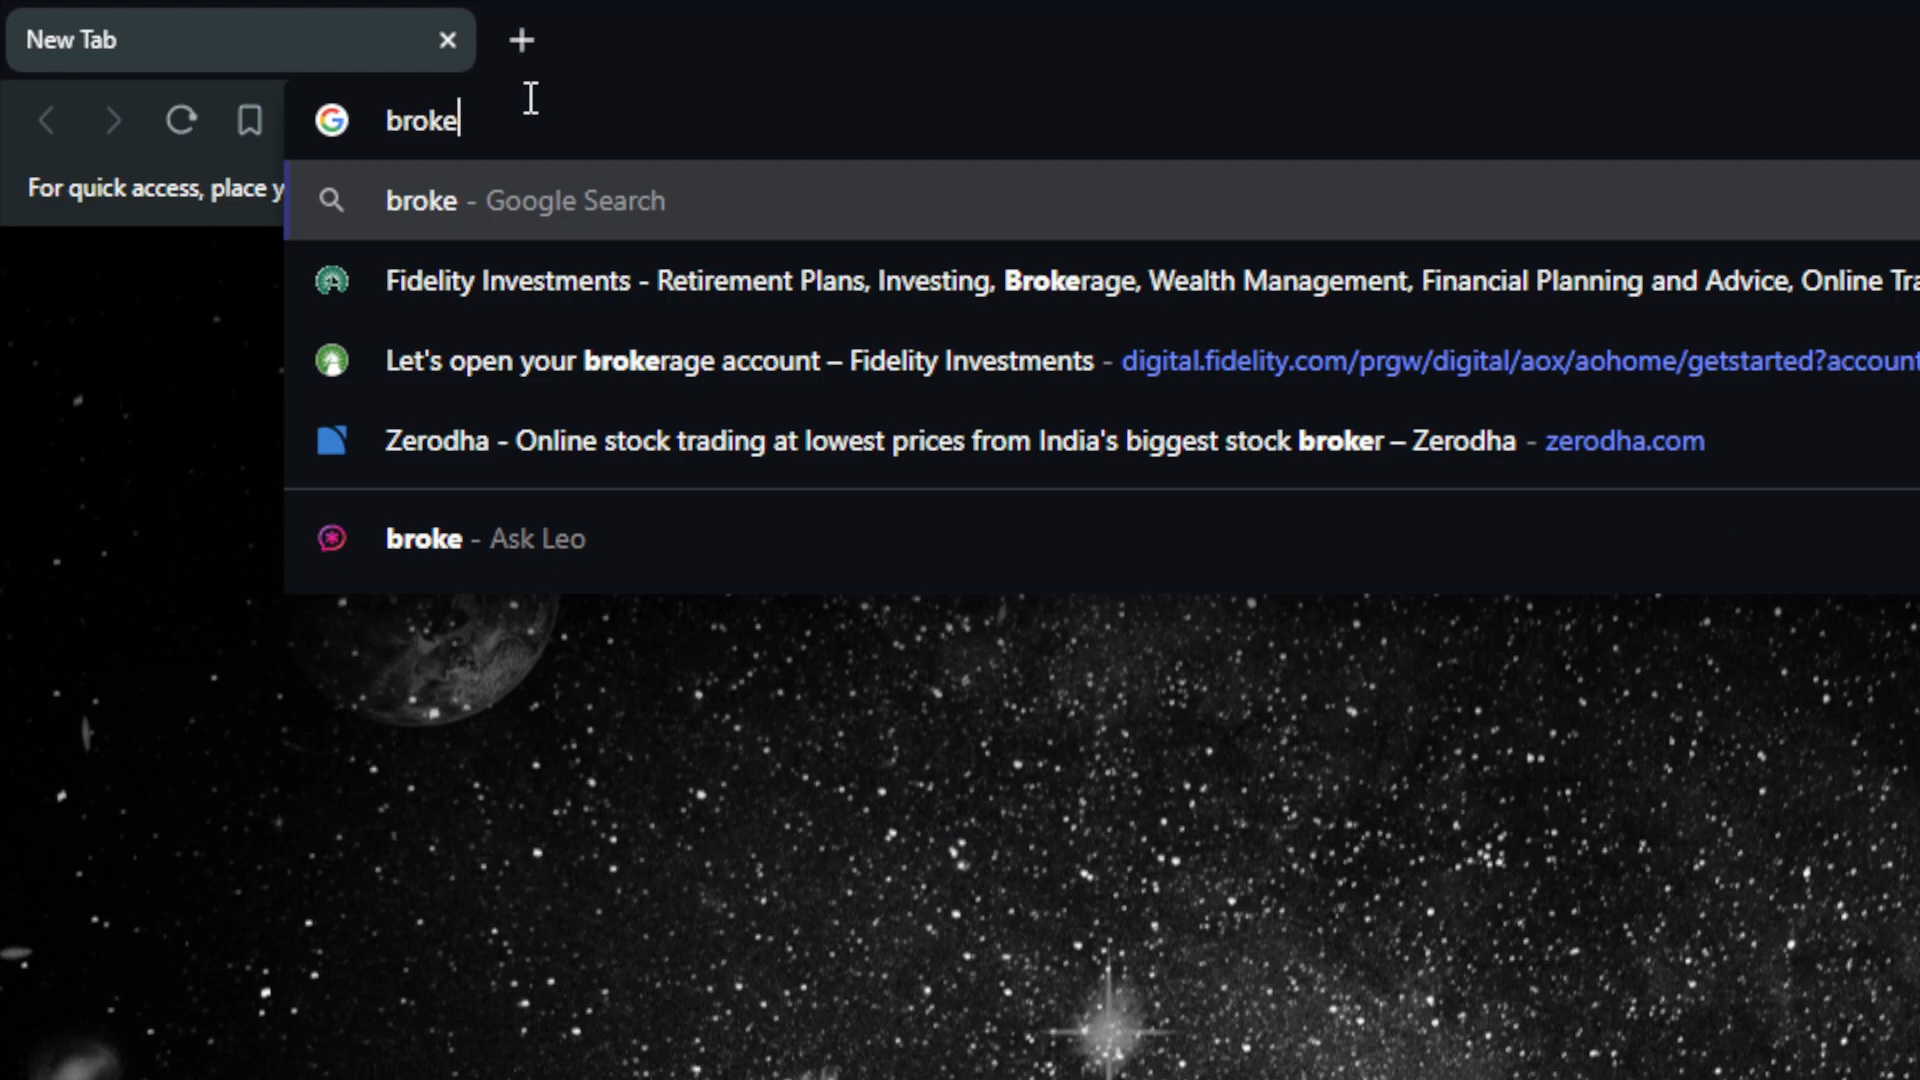 New Tab
broke
For quick access, place y
broke - Google Search
Fidelity Investments - Retirement Plans, Investing, Brokerage, Wealth Management, Financial Planning and Advice, Online Tra
Let's open your brokerage account – Fidelity Investments - digital.fidelity.com/prgw/digital/aox/aohome/getstarted?account
Zerodha - Online stock trading at lowest prices from India's biggest stock broker – Zerodha - zerodha.com
broke - Ask Leo